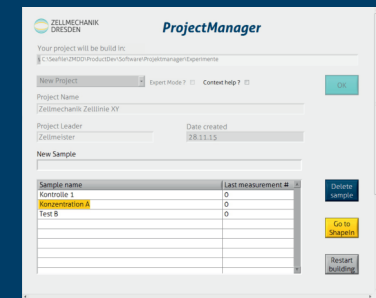 ZELLMECHANIK
DRESDEN
ProjectManager
Your project will be build in:
C:\Seafile\ZMDD\ProductDev\Software\Projektmanager\Experimente
New Project
Expert Mode ?
Context help ?
OK
Project Name
Zellmechanik Zelllinie XY
Project Leader
Date created
Zellmeister
28.11.15
New Sample
Sample name
Last measurement #
Kontrolle 1
0
Konzentration A
0
Test B
0
Delete
sample
Go to
ShapeIn
Restart
building